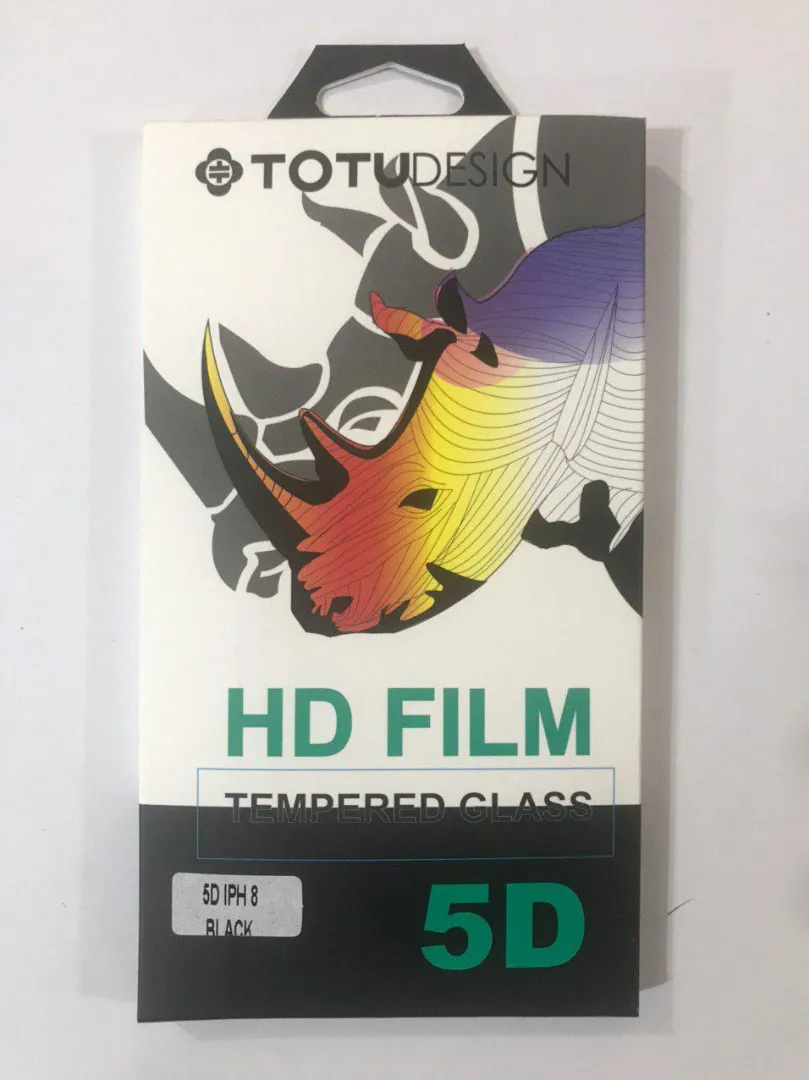 TOTUDESIGN
HD FILM
TEMPERED GLASS
5D IPH 8
BLACK
5D